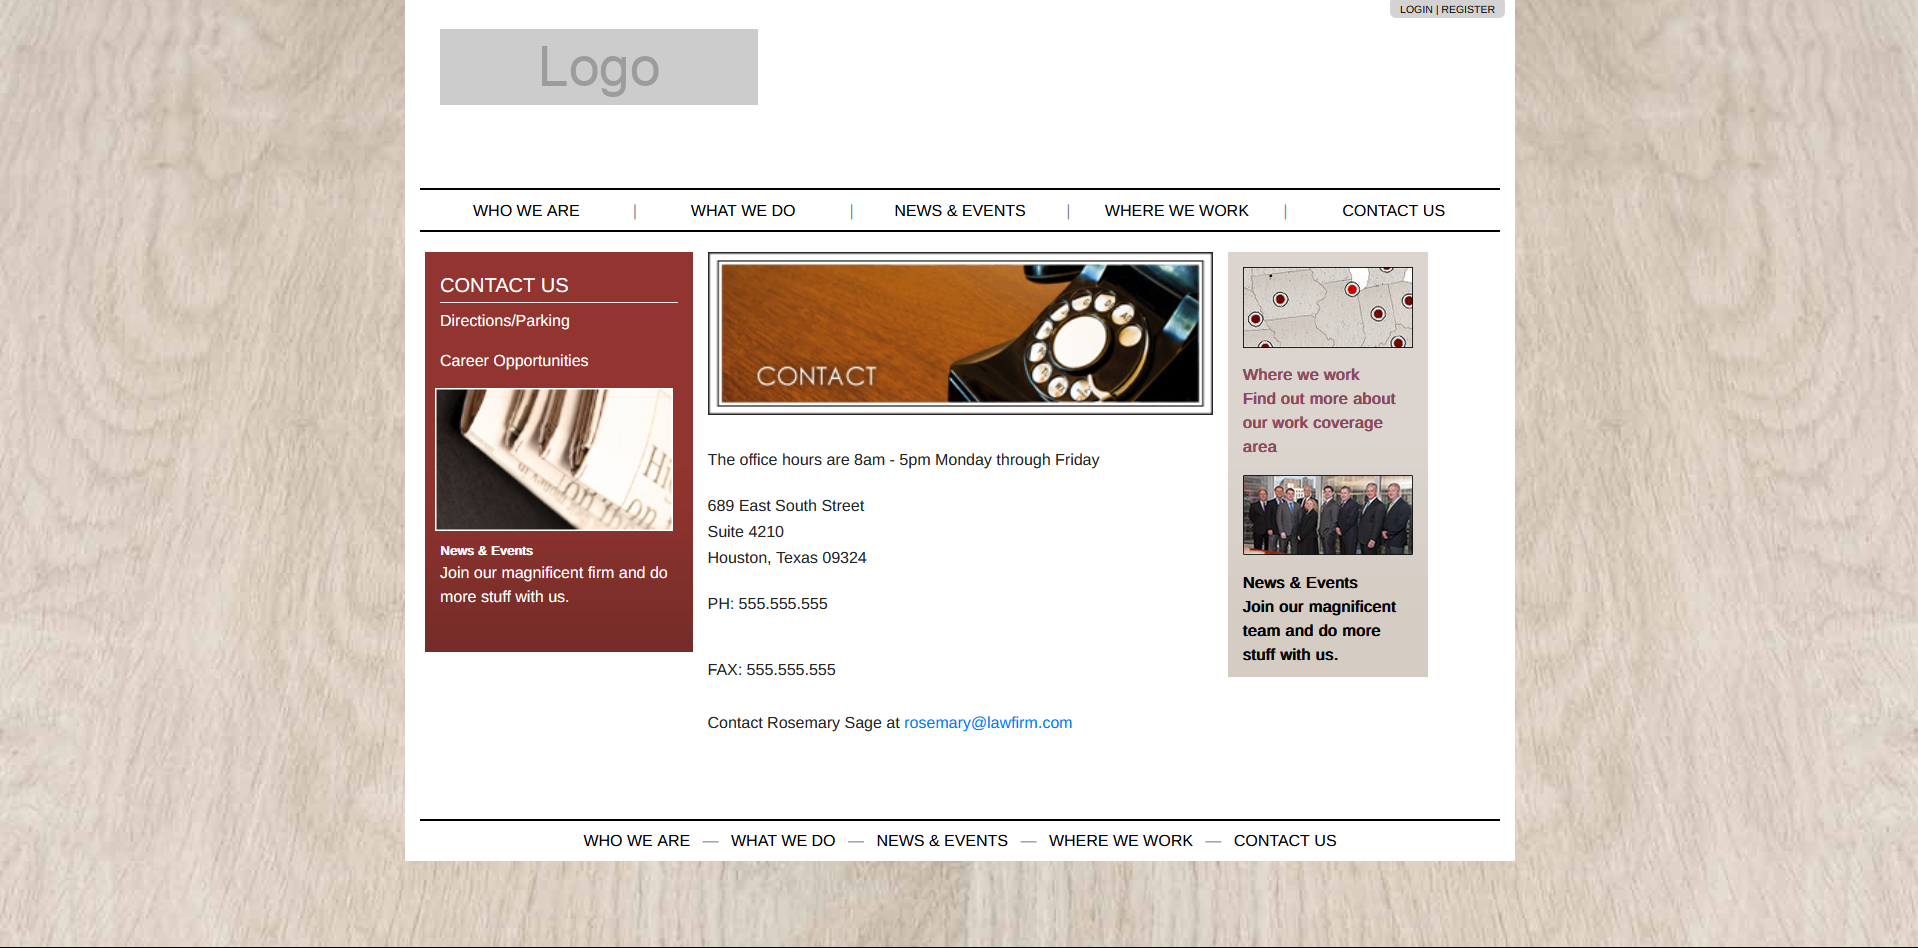 LOGIN | REGISTER
Logo
WHO WE ARE | WHAT WE DO | NEWS & EVENTS | WHERE WE WORK | CONTACT US
CONTACT US
Directions/Parking
Career Opportunities
News & Events
Join our magnificent firm and do
more stuff with us.
CONTACT
The office hours are 8am - 5pm Monday through Friday
689 East South Street
Suite 4210
Houston, Texas 09324
PH: 555.555.555
FAX: 555.555.555
Contact Rosemary Sage at rosemary@lawfirm.com
Where we work
Find out more about
our work coverage
area
News & Events
Join our magnificent
team and do more
stuff with us.
WHO WE ARE — WHAT WE DO — NEWS & EVENTS — WHERE WE WORK — CONTACT US